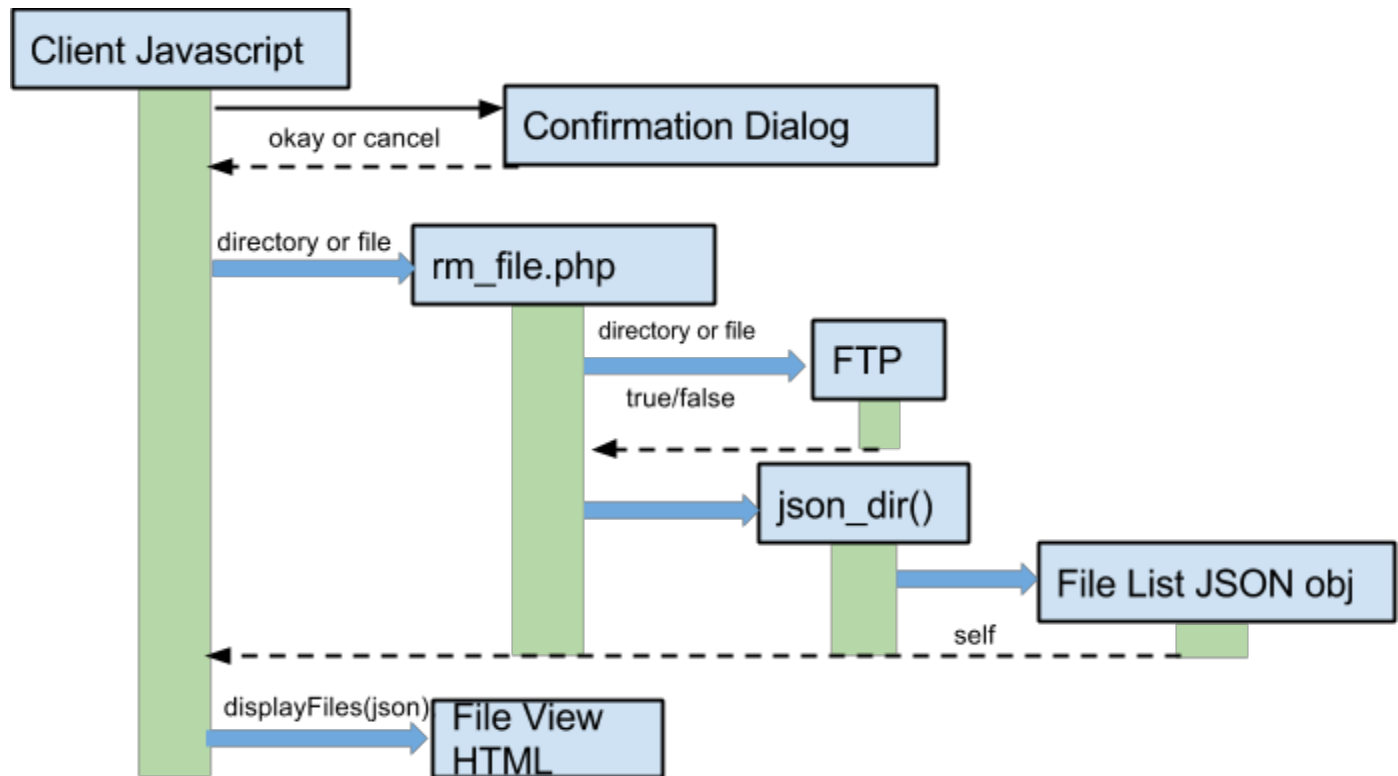 Client Javascript
Confirmation Dialog
okay or cancel
directory or file
rm_file.php
directory or file
FTP
true/false
json_dir()
File List JSON obj
self
displayFiles(json)
File View
HTML